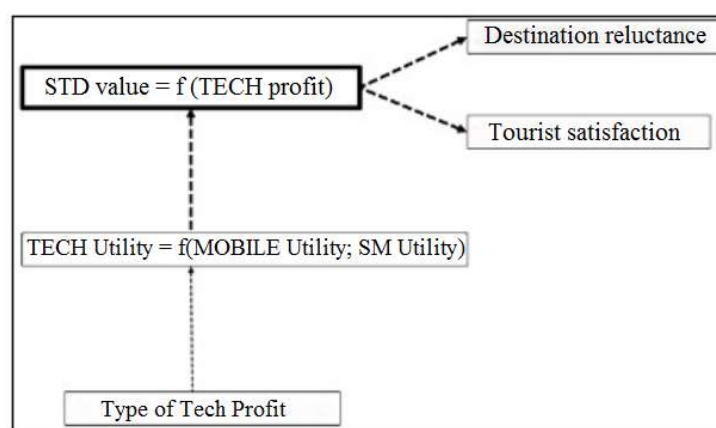 Destination reluctance
STD value = f (TECH profit)
Tourist satisfaction
TECH Utility = f(MOBILE Utility; SM Utility)
Type of Tech Profit